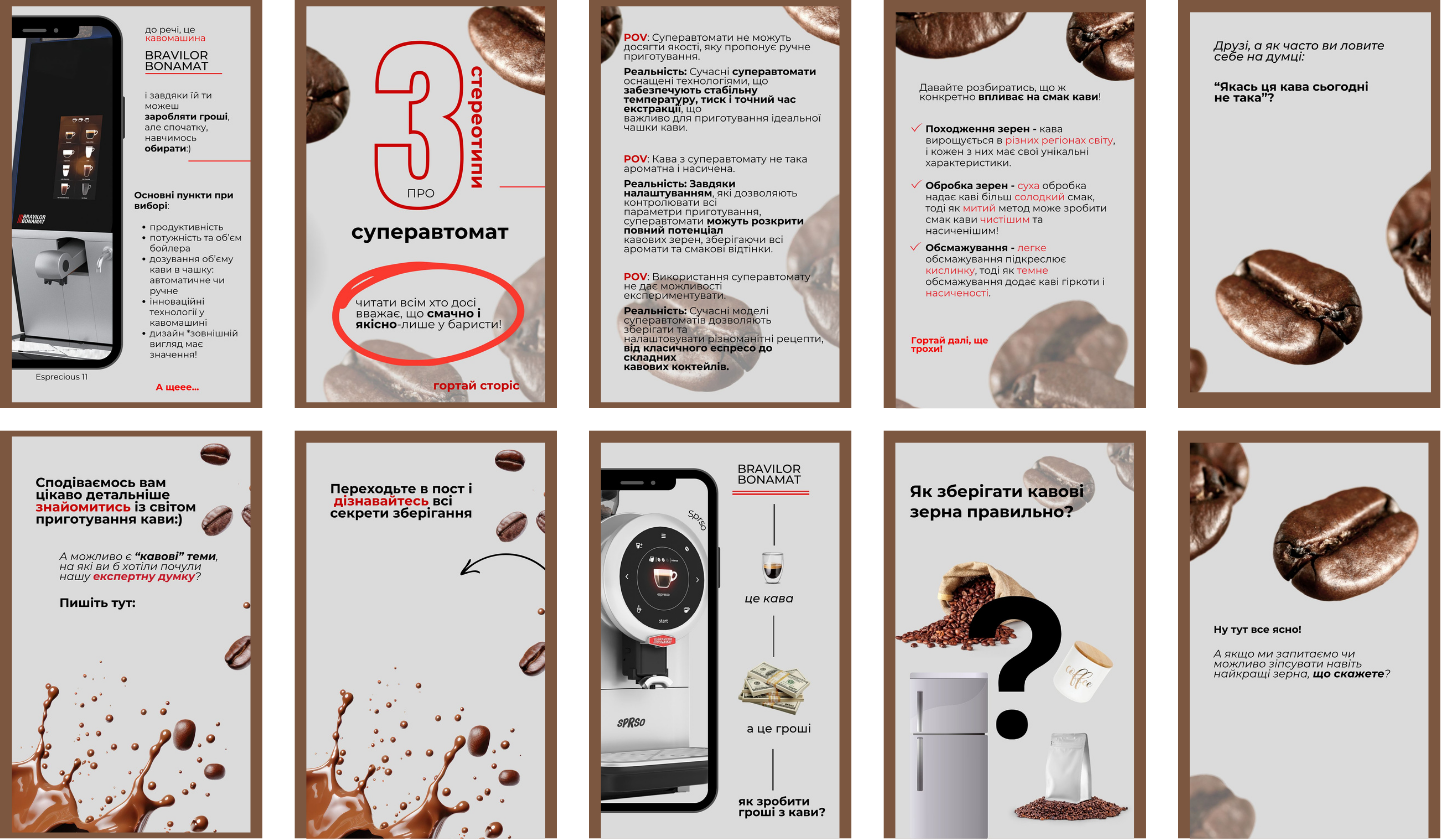 до речі, це
кавомашина
BRAVILOR
BONAMAT
і завдяки їй ти
можеш
заробляти гроші,
але спочатку,
навчимось
обирати:)
BRAVILOR
BONAMAT
Основні пункти при
виборі:
• продуктивність
• потужність та об'єм
бойлера
• дозування об'єму
кави в чашку:
автоматичне чи
ручне
• інноваційні
технології у
кавомашині
• дизайн *зовнішній
вигляд має
значення!
Esprecious 11
А щеее...
3
стереотипи
ПРО
суперавтомат
читати всім хто досі
вважає, що смачно і
якісно-лише у баристи!
гортай сторіс
POV: Суперавтомати не можуть
досягти якості, яку пропонує ручне
приготування.
Реальність: Сучасні суперавтомати
оснащені технологіями, що
забезпечують стабільну
температуру, тиск і точний час
екстракції, що
важливо для приготування ідеальної
чашки кави.
POV: Кава з суперавтомату не така
ароматна і насичена.
Реальність: Завдяки
налаштуванням, які дозволяють
контролювати всі
параметри приготування,
суперавтомати можуть розкрити
повний потенціал
кавових зерен, зберігаючи всі
аромати та смакові відтінки.
POV: Використання суперавтомату
не дає можливості
експериментувати.
Реальність: Сучасні моделі
суперавтоматів дозволяють
зберігати та
налаштовувати різноманітні рецепти,
від класичного еспресо до
складних
кавових коктейлів.
Давайте розбиратись, що ж
конкретно впливає на смак кави!
Походження зерен - кава
вирощується в різних регіонах світу,
і кожен з них має свої унікальні
характеристики.
Обробка зерен - суха обробка
надає каві більш солодкий смак,
тоді як митий метод може зробити
смак кави чистішим та
насиченішим!
Обсмажування - легке
обсмажування підкреслює
кислинку, тоді як темне
обсмажування додає каві гіркоти і
насиченості.
Гортай далі, ще
трохи!
Друзі, а як часто ви ловите
себе на думці:
“Якась ця кава сьогодні
не така”?
Сподіваємось вам
цікаво детальніше
знайомитись із світом
приготування кави:)
А можливо є “кавові” теми,
на які ви б хотіли почули
нашу експертну думку?
Пишіть тут:
Переходьте в пост і
дізнавайтесь всі
секрети зберігання
BRAVILOR
BONAMAT
Sprso
start
SPRSO
це кава
а це гроші
як зробити
гроші з кави?
Як зберігати кавові
зерна правильно?
?
coffee
Ну тут все ясно!
А якщо ми запитаємо чи
можливо зіпсувати навіть
найкращі зерна, що скажете?